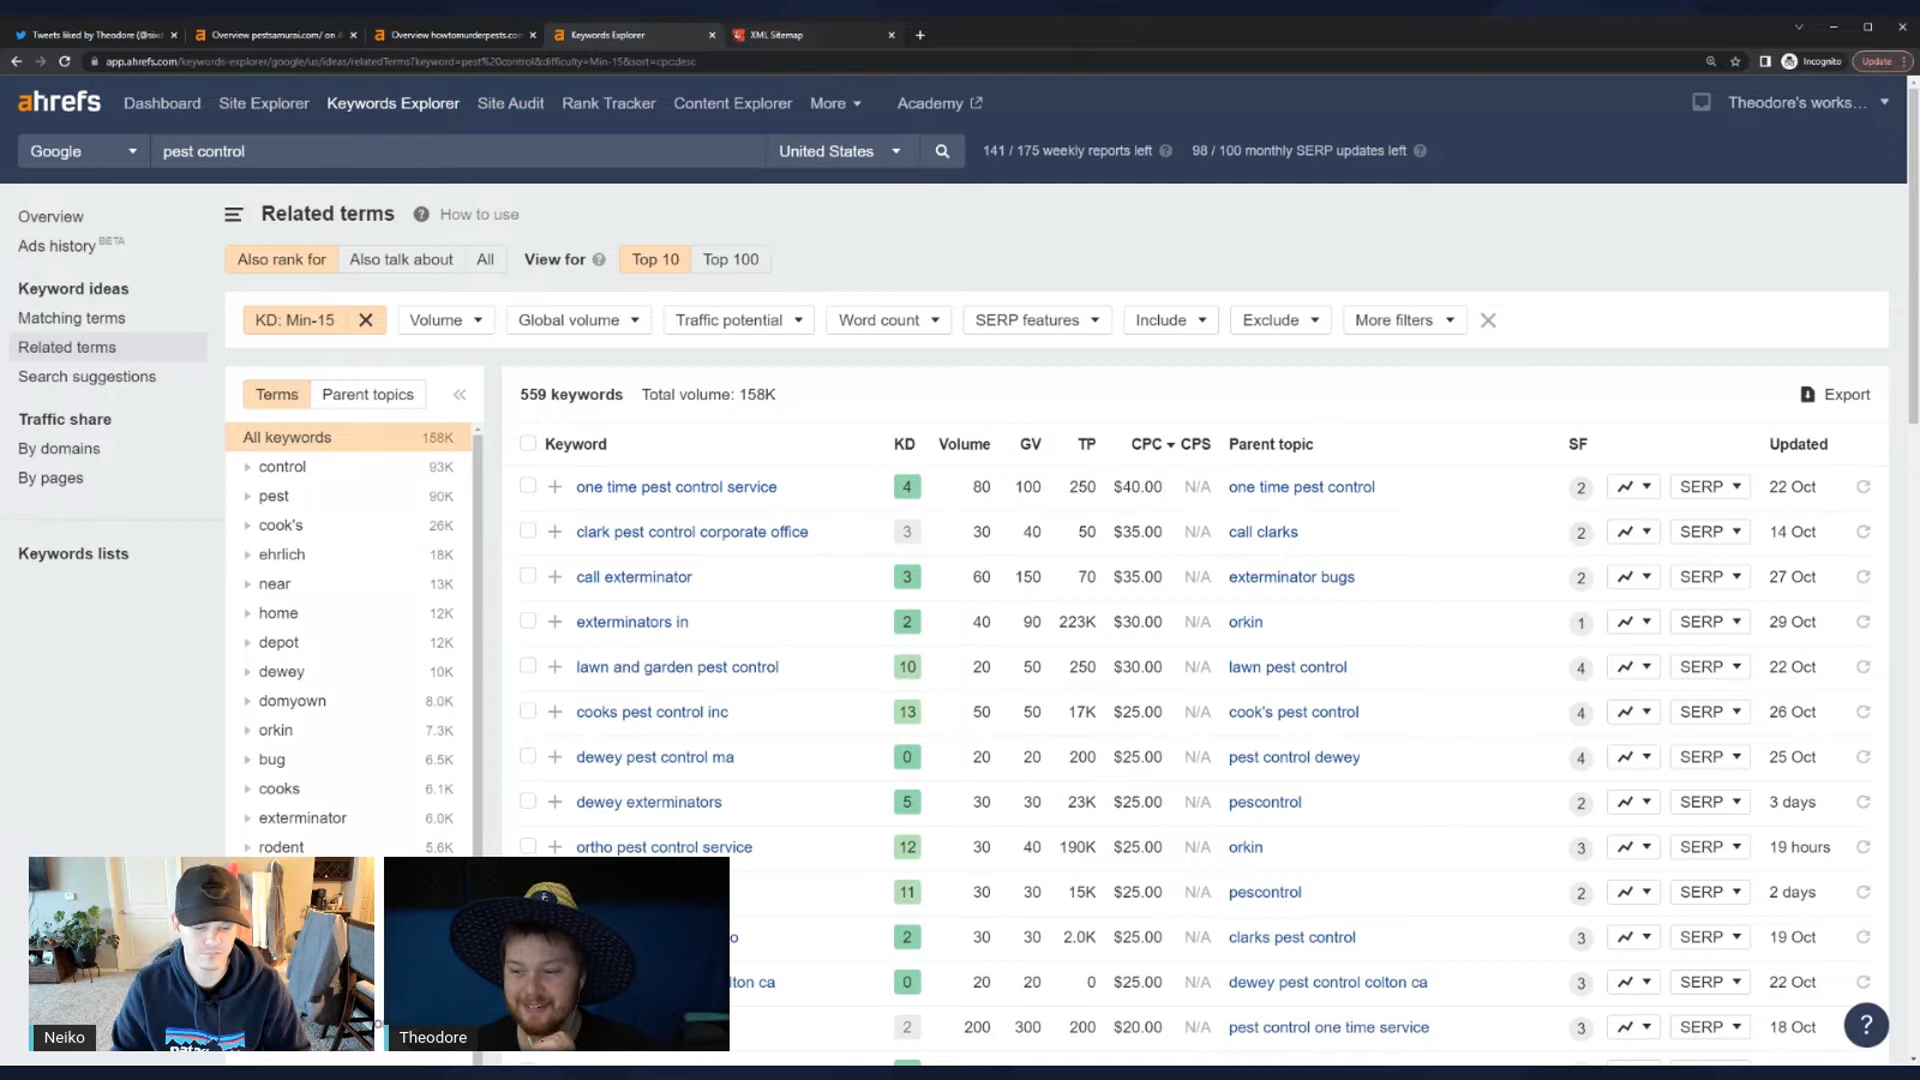 Tweets liked by Theodore (@sixc
Overview pestsamurai.com/ on A
Overview howtomurderpests.com
Keywords Explorer
XML Sitemap
app.ahrefs.com/keywords-explorer/google/us/ideas/relatedTerms?keyword=pest%20control&difficulty=Min-15&sort=cpc:desc
Incognito
Update
ahrefs
Dashboard
Site Explorer
Keywords Explorer
Site Audit
Rank Tracker
Content Explorer
More
Academy
Theodore's works...
Google
pest control
United States
141 / 175 weekly reports left
98 / 100 monthly SERP updates left
Overview
Ads history BETA
Keyword ideas
Matching terms
Related terms
Search suggestions
Traffic share
By domains
By pages
Keywords lists
Related terms
How to use
Also rank for
Also talk about
All
View for
Top 10
Top 100
KD: Min-15
Volume
Global volume
Traffic potential
Word count
SERP features
Include
Exclude
More filters
Terms
Parent topics
All keywords 158K
control 93K
pest 90K
cook's 26K
ehrlich 18K
near 13K
home 12K
depot 12K
dewey 10K
domyown 8.0K
orkin 7.3K
bug 6.5K
cooks 6.1K
exterminator 6.0K
rodent 5.6K
559 keywords Total volume: 158K
Export
Keyword KD Volume GV TP CPC CPS Parent topic SF Updated
one time pest control service 4 80 100 250 $40.00 N/A one time pest control 2 SERP 22 Oct
clark pest control corporate office 3 30 40 50 $35.00 N/A call clarks 2 SERP 14 Oct
call exterminator 3 60 150 70 $35.00 N/A exterminator bugs 2 SERP 27 Oct
exterminators in 2 40 90 223K $30.00 N/A orkin 1 SERP 29 Oct
lawn and garden pest control 10 20 50 250 $30.00 N/A lawn pest control 4 SERP 22 Oct
cooks pest control inc 13 50 50 17K $25.00 N/A cook's pest control 4 SERP 26 Oct
dewey pest control ma 0 20 20 200 $25.00 N/A pest control dewey 4 SERP 25 Oct
dewey exterminators 5 30 30 23K $25.00 N/A pescontrol 2 SERP 3 days
ortho pest control service 12 30 40 190K $25.00 N/A orkin 3 SERP 19 hours
11 30 30 15K $25.00 N/A pescontrol 2 SERP 2 days
o 2 30 30 2.0K $25.00 N/A clarks pest control 3 SERP 19 Oct
lton ca 0 20 20 0 $25.00 N/A dewey pest control colton ca 3 SERP 22 Oct
2 200 300 200 $20.00 N/A pest control one time service 3 SERP 18 Oct
Neiko
Theodore